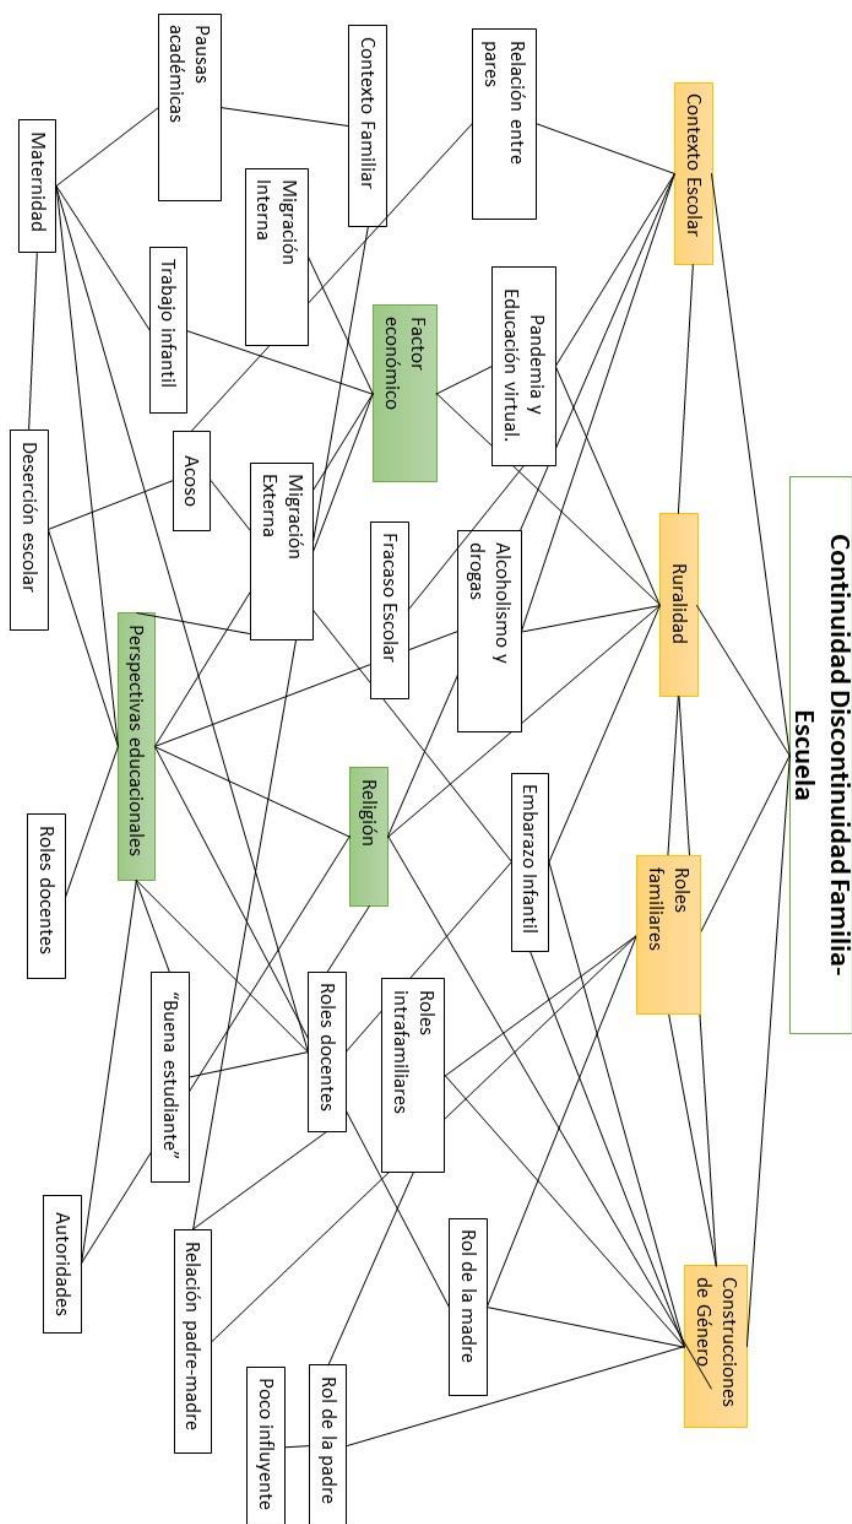 Continuidad Discontinuidad Familia-
Escuela
Contexto Escolar
Ruralidad
Roles
familiares
Construcciones
de Género
Relación entre
pares
Pandemia y
Educación virtual.
Alcoholismo y
drogas
Embarazo Infantil
Rol de la madre
Contexto Familiar
Factor
económico
Fracaso Escolar
Religión
Roles
intrafamiliares
Roles docentes
Rol de la padre
Migración
Interna
Migración
Externa
Poco influyente
Pausas
académicas
Trabajo infantil
Acoso
Perspectivas educacionales
"Buena estudiante"
Relación padre-madre
Maternidad
Deserción escolar
Roles docentes
Autoridades